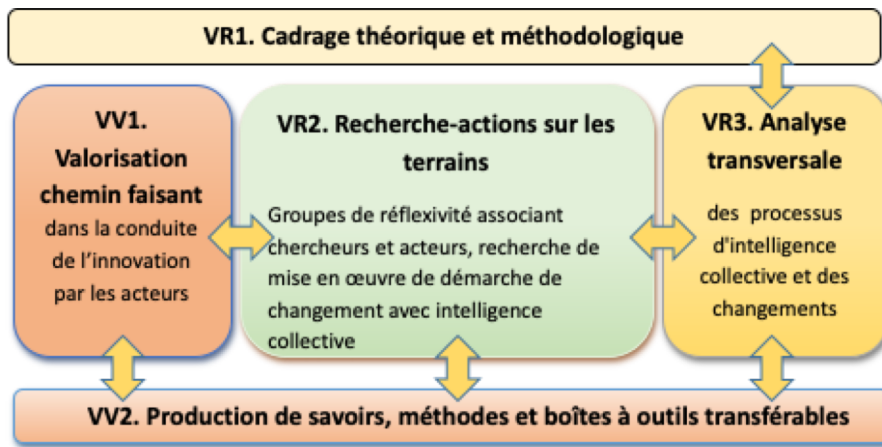 VR1. Cadrage théorique et méthodologique
VV1.
Valorisation
chemin faisant
dans la conduite
de l’innovation
par les acteurs
VR2. Recherche-actions sur les
terrains
Groupes de réflexivité associant
chercheurs et acteurs, recherche de
mise en œuvre de démarche de
changement avec intelligence
collective
VR3. Analyse
transversale
des processus
d'intelligence
collective et des
changements
VV2. Production de savoirs, méthodes et boîtes à outils transférables